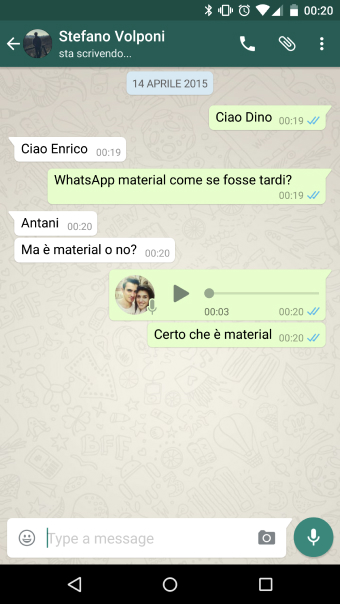 00:20
Stefano Volponi
sta scrivendo...
14 APRILE 2015
Ciao Dino 00:19
Ciao Enrico 00:19
WhatsApp material come se fosse tardi?
00:19
Antani 00:20
Ma è material o no? 00:20
00:03 00:20
Certo che è material 00:20
Type a message